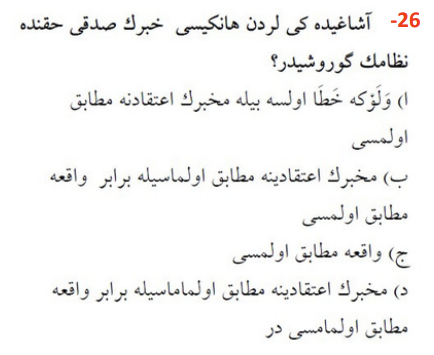 26- آشاغیده کی لردن هانکیسی خبرك صدقی حقنده
نظامك گوروشیدر؟
ا) وَلَوْكه خَطَا اولسه بیله مخبرك اعتقادنه مطابق
اولمسی
ب) مخبرك اعتقادینه مطابق اولماسیله برابر واقعه
مطابق اولمسی
ج) واقعه مطابق اولمسی
د) مخبرك اعتقادینه مطابق اولماماسیله برابر واقعه
مطابق اولمامسی در